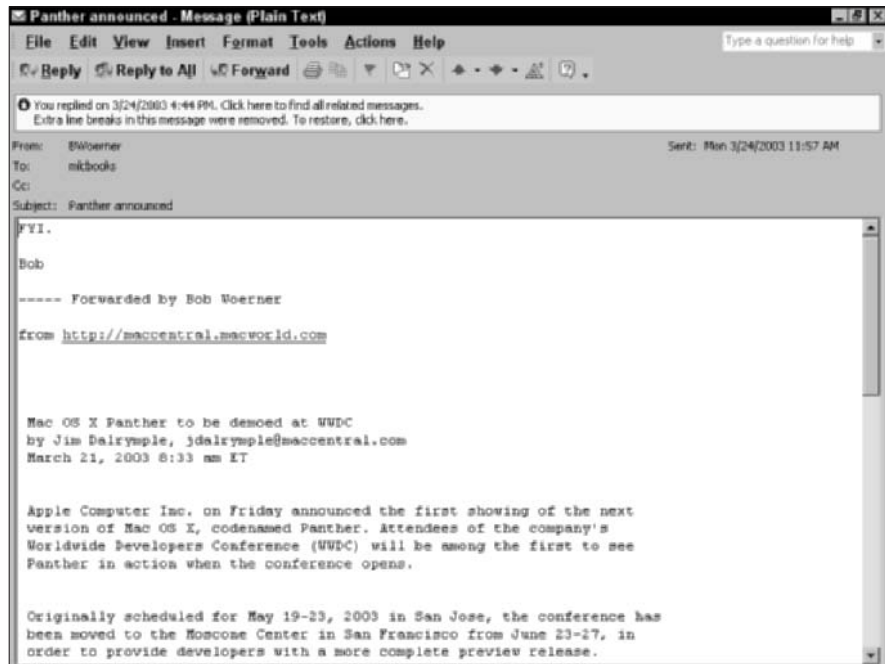 Panther announced - Message (Plain Text)
File Edit View Insert Format Tools Actions Help
Type a question for help
Reply Reply to All Forward
You replied on 3/24/2003 4:44 PM. Click here to find all related messages.
Extra line breaks in this message were removed. To restore, click here.
From: BWoerner
Sent: Mon 3/24/2003 11:57 AM
To: micbooks
Cc:
Subject: Panther announced
FYI.
Bob
----- Forwarded by Bob Woerner
from http://maccentral.macworld.com
Mac OS X Panther to be demoed at WWDC
by Jim Dalrymple, jdalrymple@maccentral.com
March 21, 2003 8:33 am ET
Apple Computer Inc. on Friday announced the first showing of the next
version of Mac OS X, codenamed Panther. Attendees of the company's
Worldwide Developers Conference (WWDC) will be among the first to see
Panther in action when the conference opens.
Originally scheduled for May 19-23, 2003 in San Jose, the conference has
been moved to the Moscone Center in San Francisco from June 23-27, in
order to provide developers with a more complete preview release.